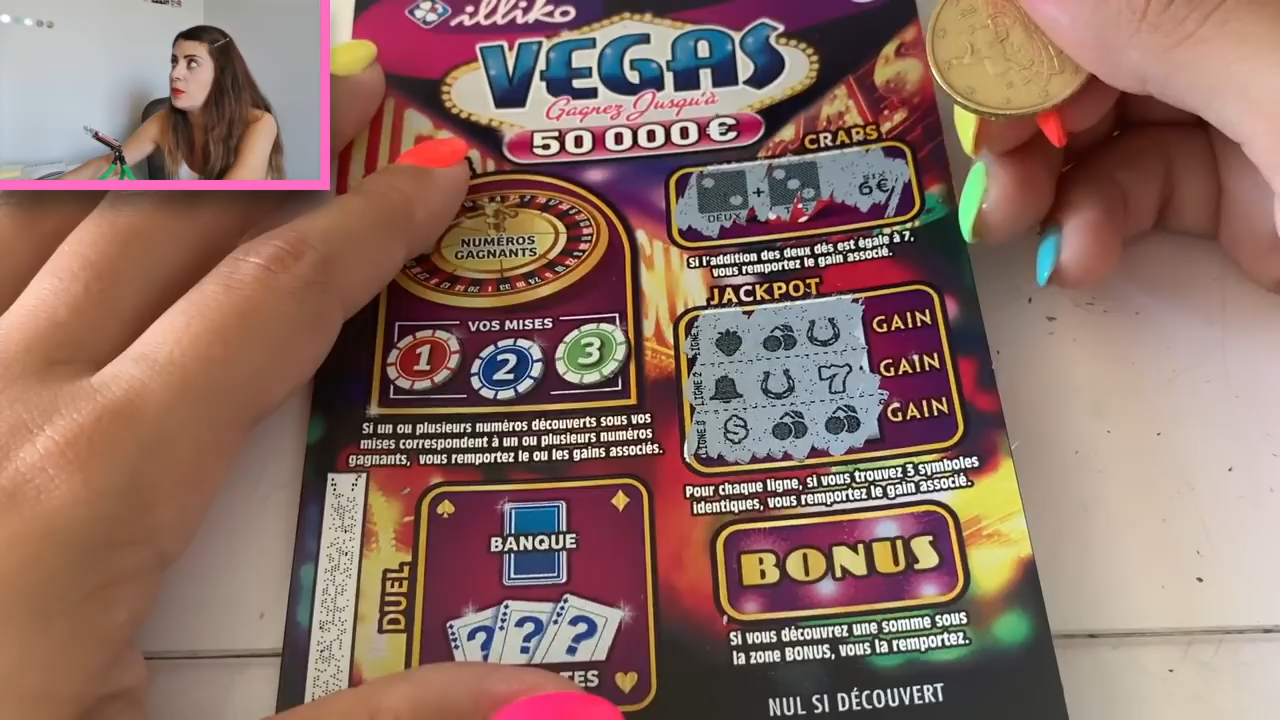 illiko
VEGAS
Gagnez Jusqu'à
50 000 €
CRAPS
+
DEUX
SIX
6€
Si l'addition des deux dés est égale à 7,
vous remportez le gain associé.
NUMÉROS
GAGNANTS
VOS MISES
1
2
3
Si un ou plusieurs numéros découverts sous vos
mises correspondent à un ou plusieurs numéros
gagnants, vous remportez le ou les gains associés.
JACKPOT
LIGNE
GAIN
LIGNE 2
7
GAIN
LIGNE 3
$
GAIN
Pour chaque ligne, si vous trouvez 3 symboles
identiques, vous remportez le gain associé.
DUEL
BANQUE
? ? ?
BONUS
Si vous découvrez une somme sous
la zone BONUS, vous la remportez.
NUL SI DÉCOUVERT